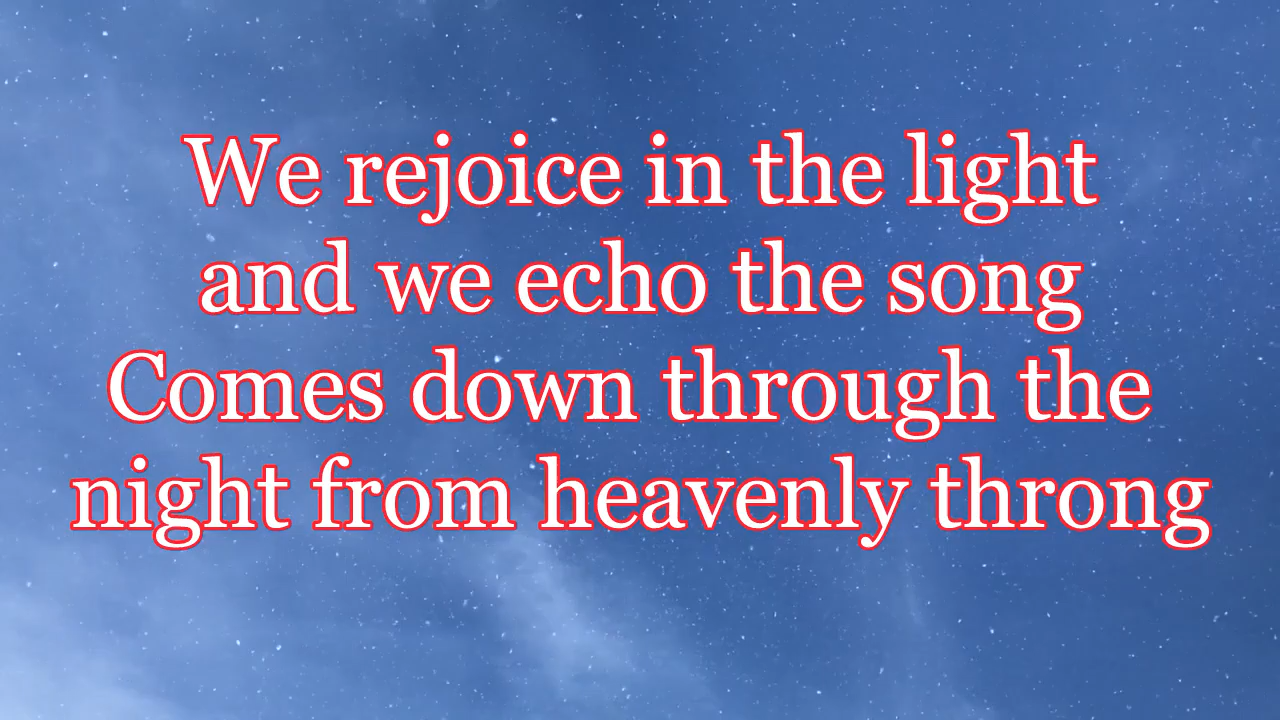 We rejoice in the light
and we echo the song
Comes down through the
night from heavenly throng